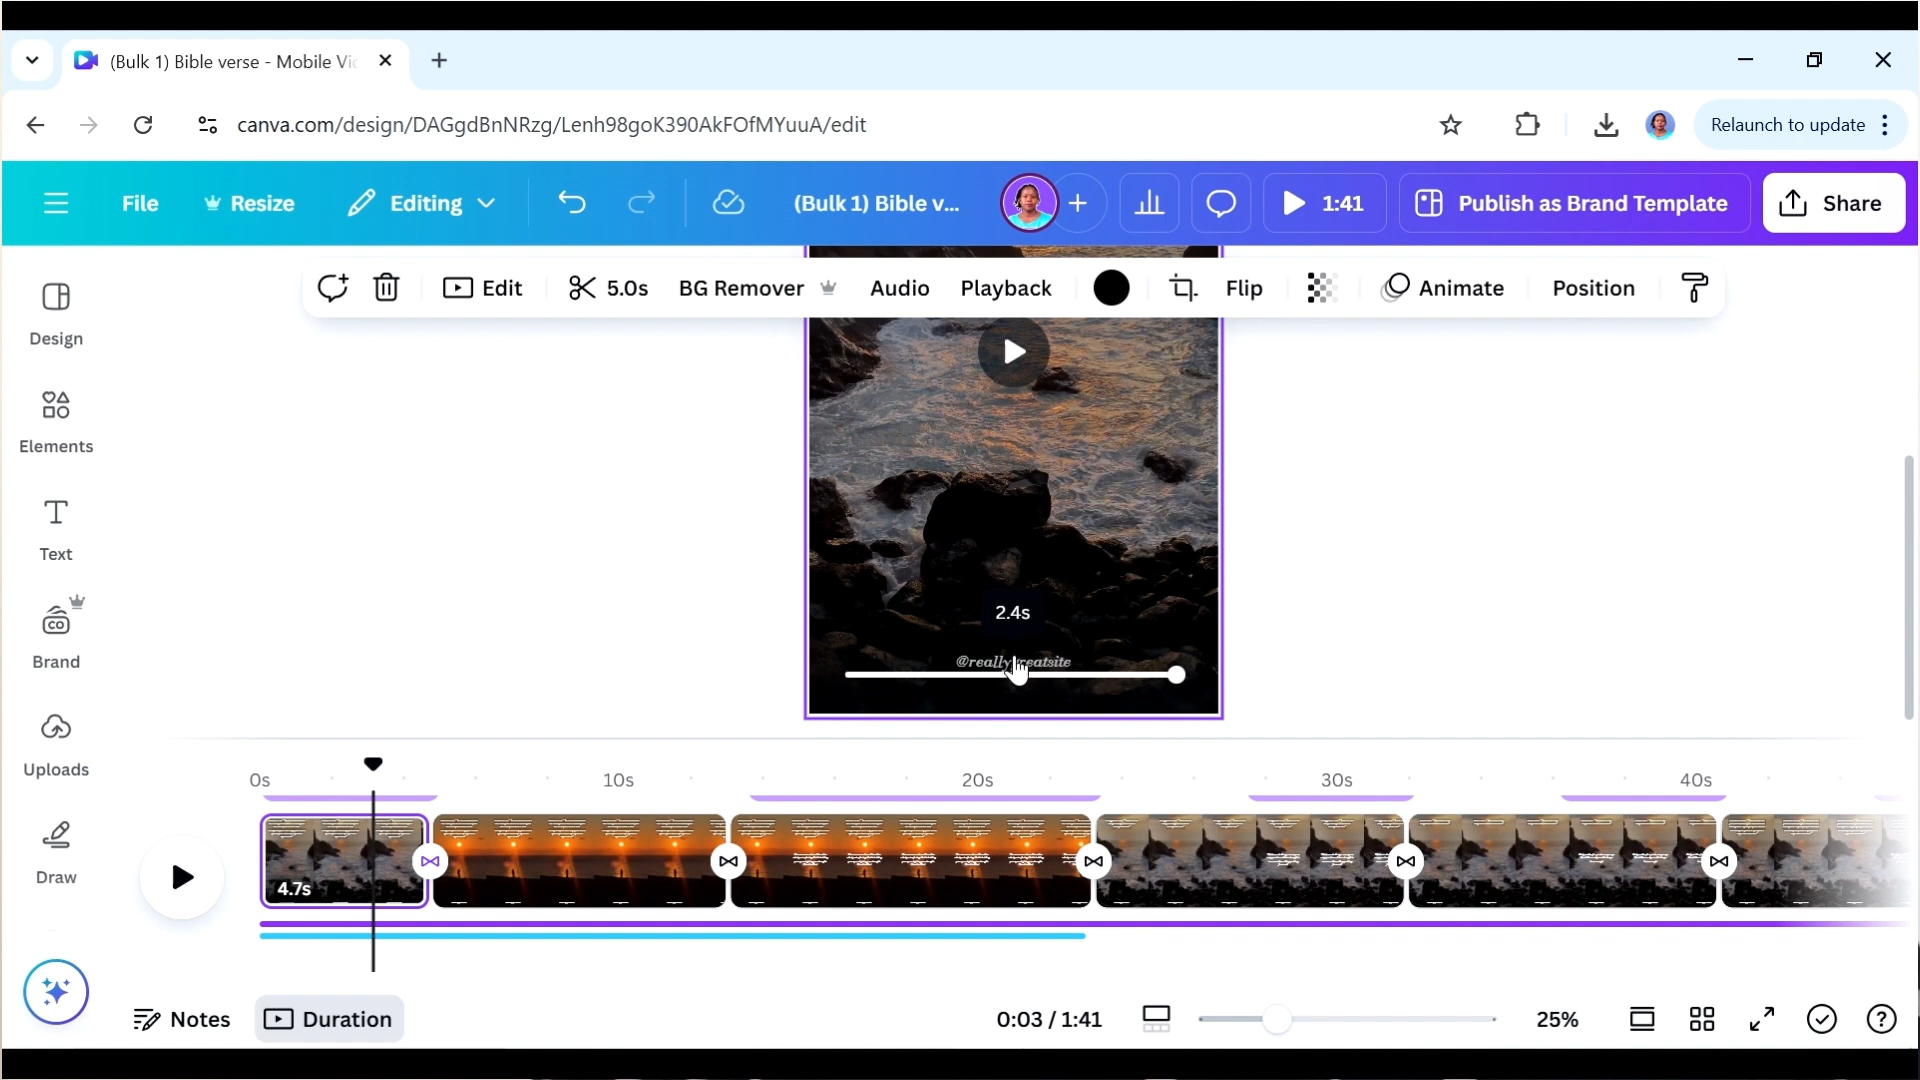 (Bulk 1) Bible verse - Mobile Vi
canva.com/design/DAGgdBnNRzg/Lenh98goK390AkFOfMYuuA/edit
Relaunch to update
File
Resize
Editing
(Bulk 1) Bible v...
1:41
Publish as Brand Template
Share
Edit
5.0s
BG Remover
Audio
Playback
Flip
Animate
Position
Design
Elements
Text
CO
Brand
Uploads
Draw
2.4s
0s
10s
20s
30s
40s
4.7s
Notes
Duration
0:03 / 1:41
25%